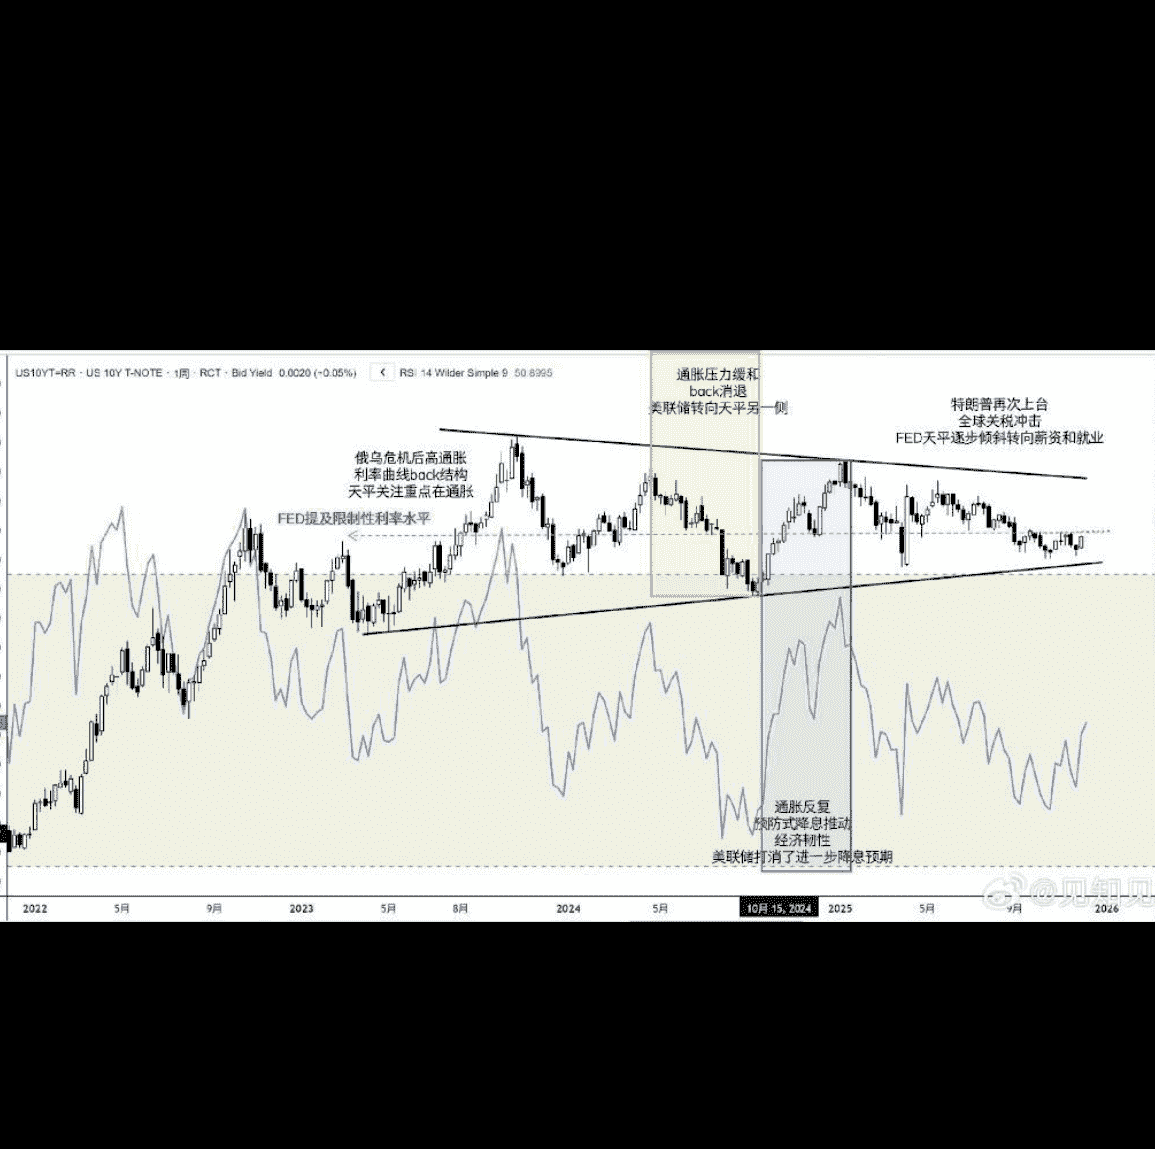 US10YT=RR · US 10Y T-NOTE · 1周 · RCT · Bid Yield 0.0020 (+0.05%)
RSI 14 Wilder Simple 9 50.8995
通胀压力缓和
back消退
美联储转向天平另一侧
特朗普再次上台
全球关税冲击
FED天平逐步倾斜转向薪资和就业
俄乌危机后高通胀
利率曲线back结构
天平关注重点在通胀
FED提及限制性利率水平
通胀反复
预防式降息推动
经济韧性
美联储打消了进一步降息预期
@见知见
2022 5月 9月 2023 5月 8月 2024 5月 10月 15, 2024 2025 5月 9月 2026